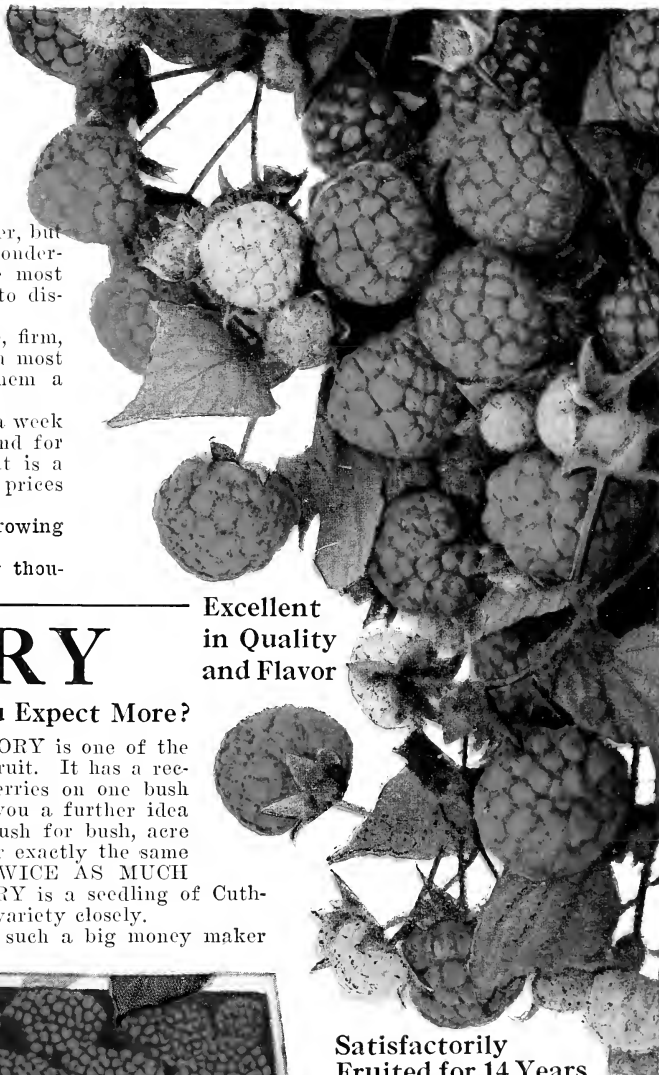 er, but
onder-
most
to dis-
, firm,
a most
hem a
a week
nd for
t is a
prices
rowing
thou-
Excellent
in Quality
and Flavor
RY
u Expect More?
ORY is one of the
ruit. It has a rec-
erries on one bush
you a further idea
ush for bush, acre
r exactly the same
WICE AS MUCH
RY is a seedling of Cuth-
variety closely.
such a big money maker
Satisfactorily
Fruited for 14 Years